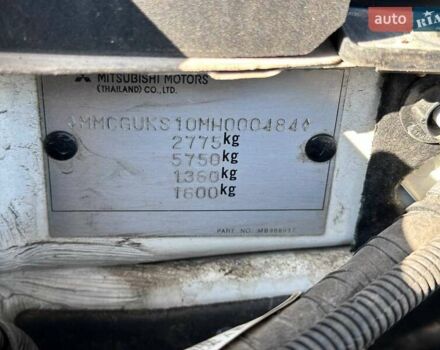 auto RIA
MITSUBISHI MOTORS
(THAILAND) CO., LTD.
MMCGUKS10MH000484
2775kg
5750kg
1360kg
1600kg
PART NO.